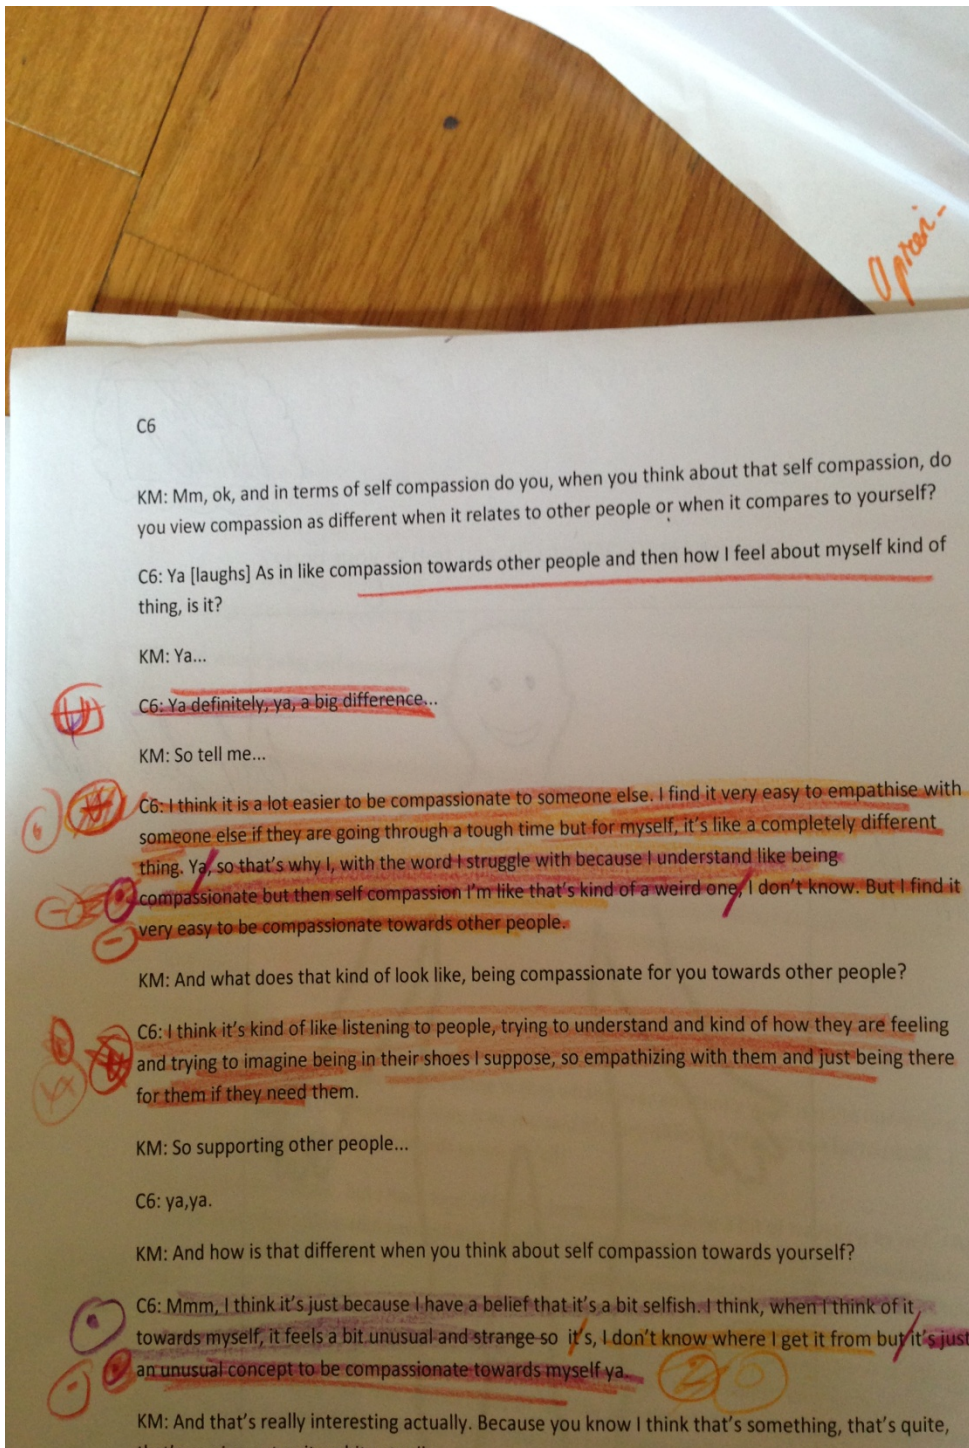 C6
KM: Mm, ok, and in terms of self compassion do you, when you think about that self compassion, do
you view compassion as different when it relates to other people or when it compares to yourself?
C6: Ya [laughs] As in like compassion towards other people and then how I feel about myself kind of
thing, is it?
KM: Ya...
C6: Ya definitely, ya, a big difference...
KM: So tell me...
C6: I think it is a lot easier to be compassionate to someone else. I find it very easy to empathise with
someone else if they are going through a tough time but for myself, it's like a completely different
thing. Ya, so that's why I, with the word I struggle with because I understand like being
compassionate but then self compassion I'm like that's kind of a weird one, I don't know. But I find it
very easy to be compassionate towards other people.
KM: And what does that kind of look like, being compassionate for you towards other people?
C6: I think it's kind of like listening to people, trying to understand and kind of how they are feeling
and trying to imagine being in their shoes I suppose, so empathizing with them and just being there
for them if they need them.
KM: So supporting other people...
C6: ya,ya.
KM: And how is that different when you think about self compassion towards yourself?
C6: Mmm, I think it's just because I have a belief that it's a bit selfish. I think, when I think of it
towards myself, it feels a bit unusual and strange so it's, I don't know where I get it from but it's just
an unusual concept to be compassionate towards myself ya.
KM: And that's really interesting actually. Because you know I think that's something, that's quite,